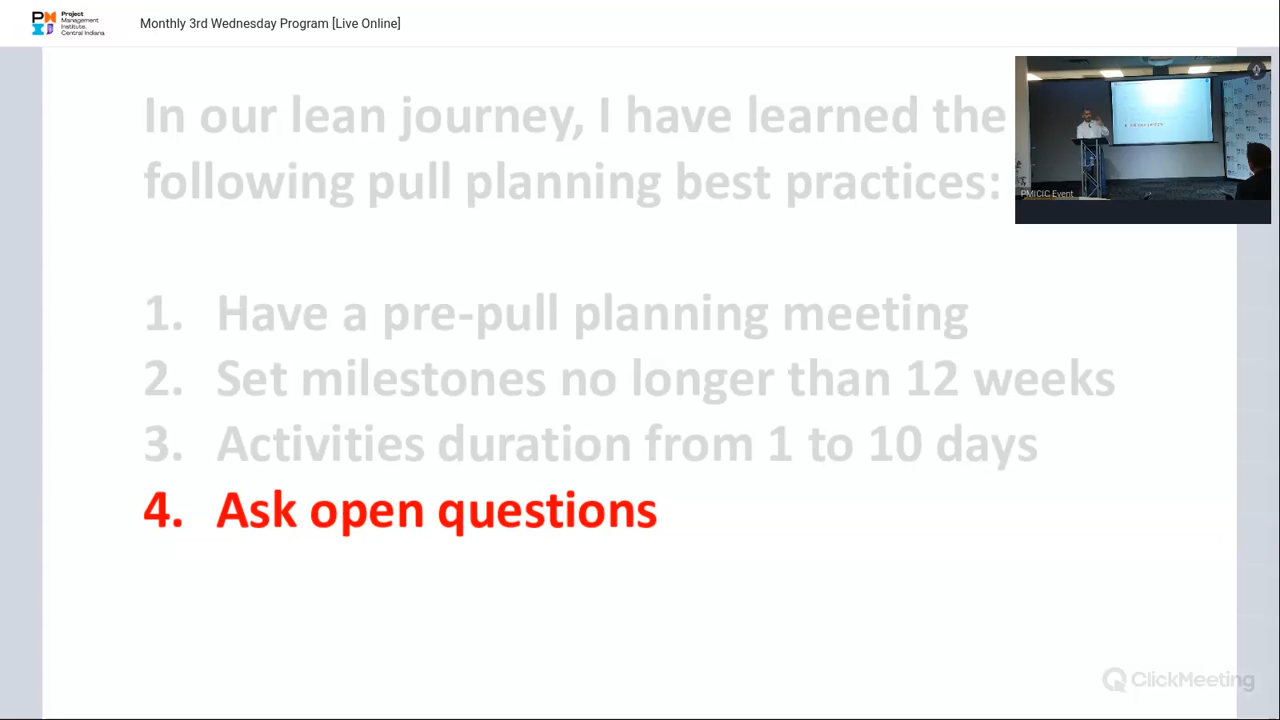 Project
Management
Institute.
Central Indiana
Monthly 3rd Wednesday Program [Live Online]
In our lean journey, I have learned the
following pull planning best practices:
PMICIC Event
1. Have a pre-pull planning meeting
2. Set milestones no longer than 12 weeks
3. Activities duration from 1 to 10 days
4. Ask open questions
ClickMeeting